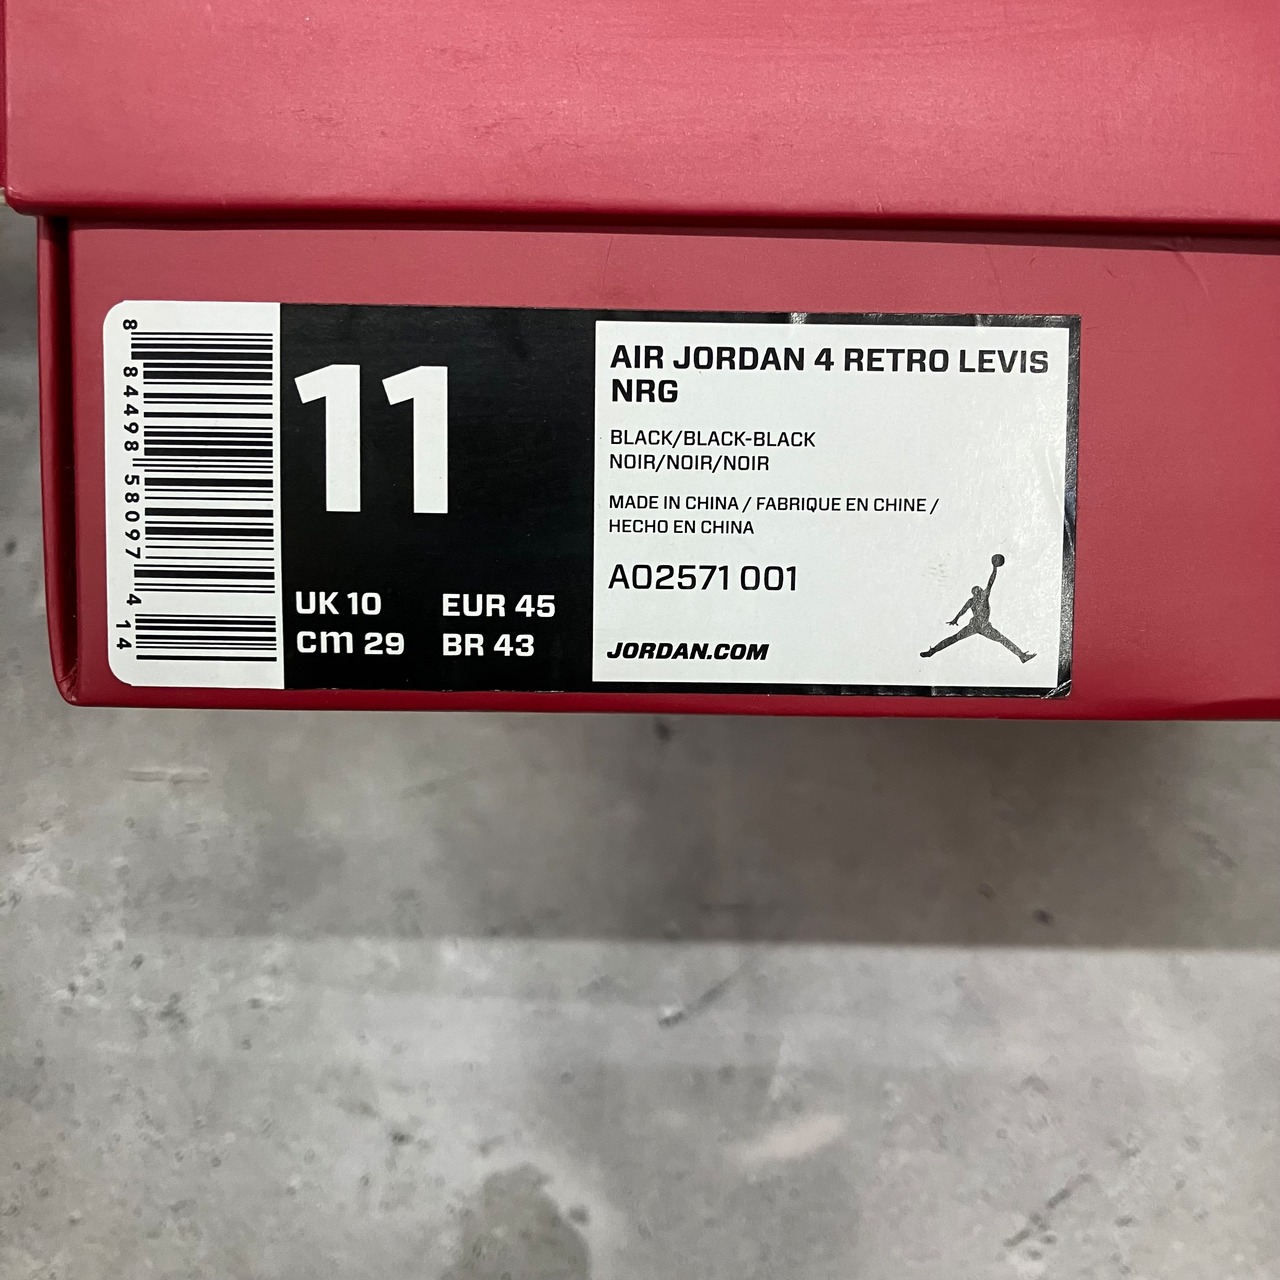 8 84498 58097 4 14
11
UK 10 EUR 45
cm 29 BR 43
AIR JORDAN 4 RETRO LEVIS
NRG
BLACK/BLACK-BLACK
NOIR/NOIR/NOIR
MADE IN CHINA / FABRIQUE EN CHINE /
HECHO EN CHINA
AO2571 001
JORDAN.COM